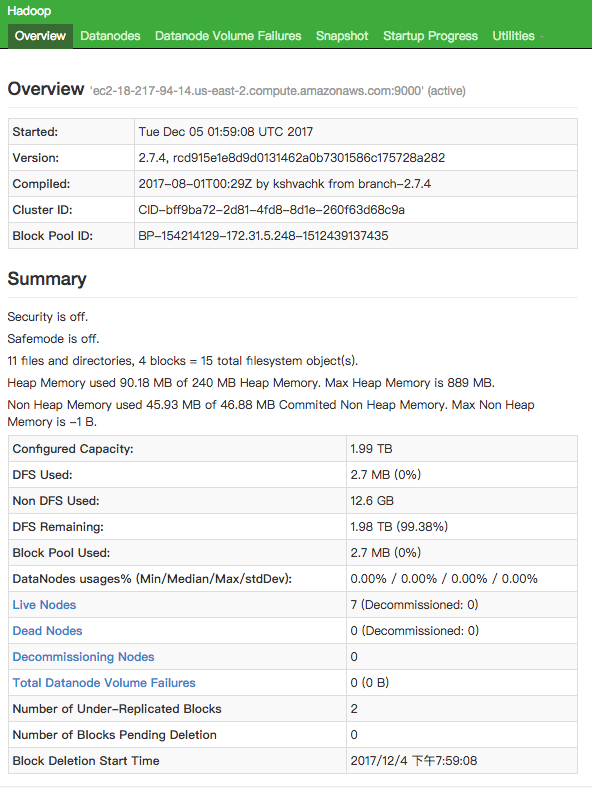 Hadoop
Overview Datanodes Datanode Volume Failures Snapshot Startup Progress Utilities
Overview 'ec2-18-217-94-14.us-east-2.compute.amazonaws.com:9000' (active)
Started: Tue Dec 05 01:59:08 UTC 2017
Version: 2.7.4, rcd915e1e8d9d0131462a0b7301586c175728a282
Compiled: 2017-08-01T00:29Z by kshvachk from branch-2.7.4
Cluster ID: CID-bff9ba72-2d81-4fd8-8d1e-260f63d68c9a
Block Pool ID: BP-154214129-172.31.5.248-1512439137435
Summary
Security is off.
Safemode is off.
11 files and directories, 4 blocks = 15 total filesystem object(s).
Heap Memory used 90.18 MB of 240 MB Heap Memory. Max Heap Memory is 889 MB.
Non Heap Memory used 45.93 MB of 46.88 MB Commited Non Heap Memory. Max Non Heap
Memory is -1 B.
Configured Capacity: 1.99 TB
DFS Used: 2.7 MB (0%)
Non DFS Used: 12.6 GB
DFS Remaining: 1.98 TB (99.38%)
Block Pool Used: 2.7 MB (0%)
DataNodes usages% (Min/Median/Max/stdDev): 0.00% / 0.00% / 0.00% / 0.00%
Live Nodes 7 (Decommissioned: 0)
Dead Nodes 0 (Decommissioned: 0)
Decommissioning Nodes 0
Total Datanode Volume Failures 0 (0 B)
Number of Under-Replicated Blocks 2
Number of Blocks Pending Deletion 0
Block Deletion Start Time 2017/12/4 下午7:59:08